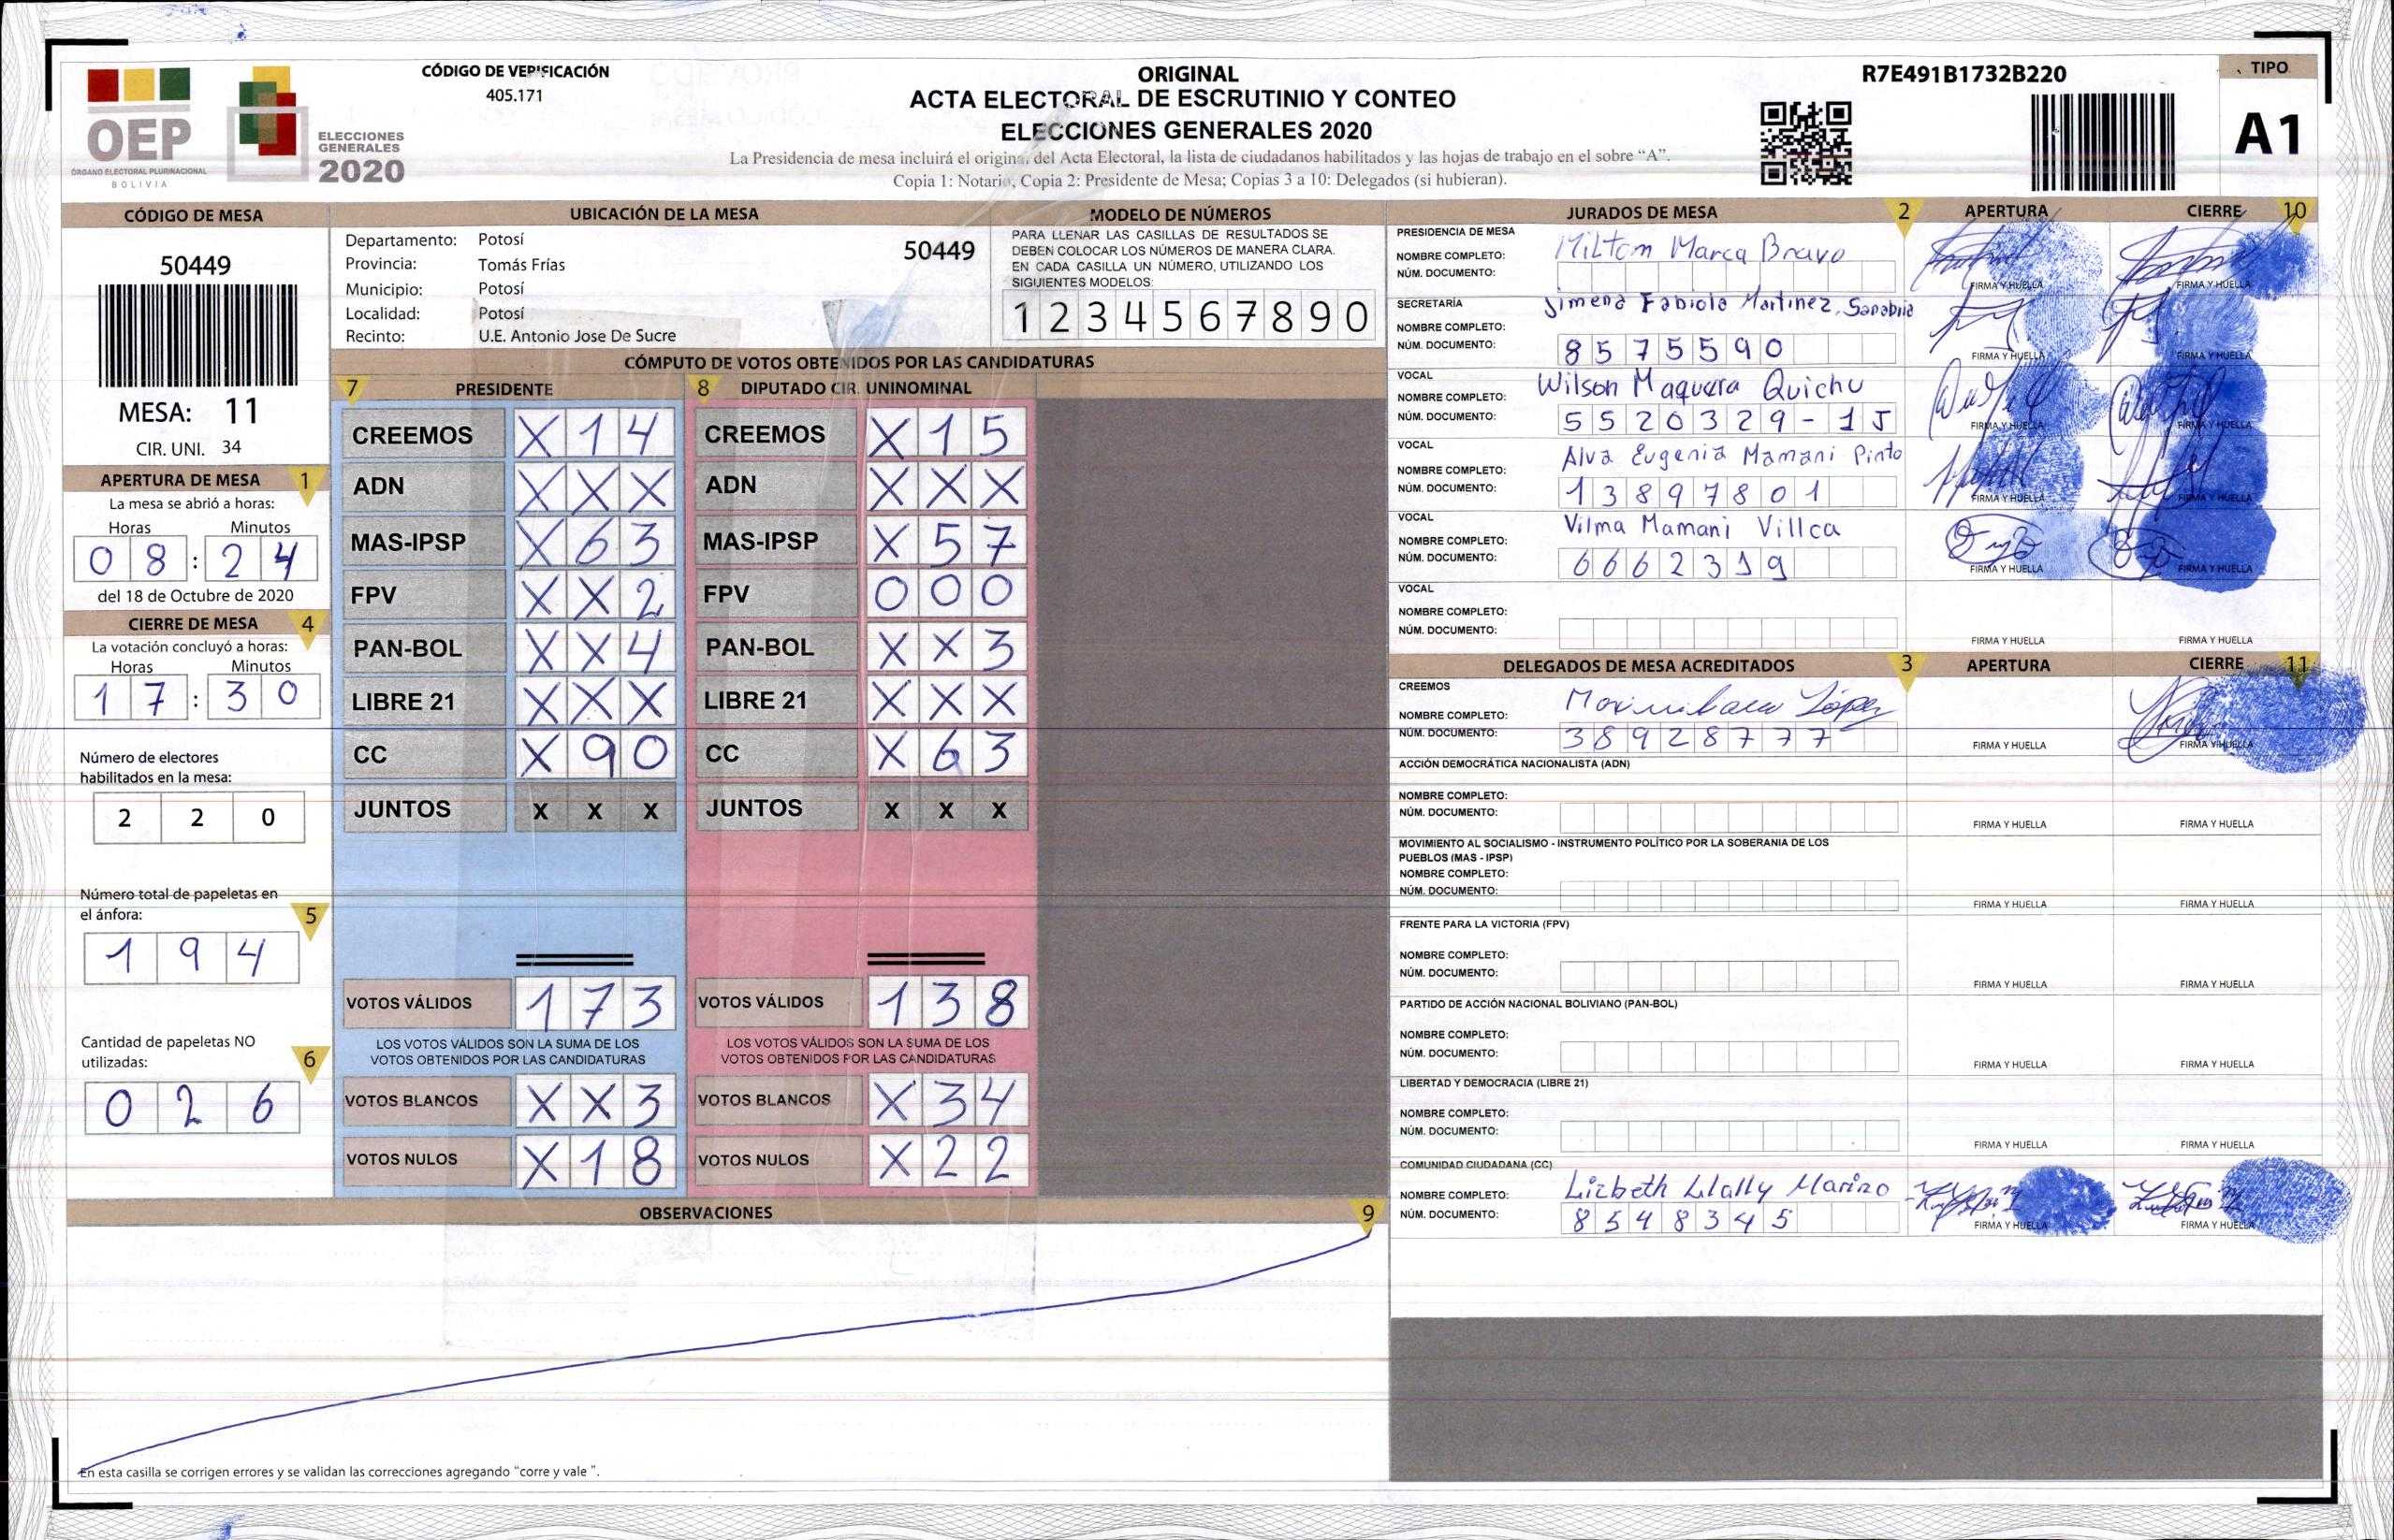 CÓDIGO DE VERIFICACIÓN
405.171
ORIGINAL
ACTA ELECTORAL DE ESCRUTINIO Y CONTEO
ELECCIONES GENERALES 2020
La Presidencia de mesa incluirá el original del Acta Electoral, la lista de ciudadanos habilitados y las hojas de trabajo en el sobre “A”.
Copia 1: Notario, Copia 2: Presidente de Mesa; Copias 3 a 10: Delegados (si hubieran).
R7E491B1732B220
TIPO
A1
OEP
ÓRGANO ELECTORAL PLURINACIONAL
BOLIVIA
ELECCIONES
GENERALES
2020
CÓDIGO DE MESA
50449
MESA: 11
CIR. UNI. 34
APERTURA DE MESA 1
La mesa se abrió a horas:
Horas Minutos
0 8 : 2 4
del 18 de Octubre de 2020
CIERRE DE MESA 4
La votación concluyó a horas:
Horas Minutos
1 7 : 3 0
Número de electores
habilitados en la mesa:
2 2 0
Número total de papeletas en
el ánfora: 5
1 9 4
Cantidad de papeletas NO
utilizadas: 6
0 2 6
UBICACIÓN DE LA MESA
Departamento: Potosí
50449
Provincia: Tomás Frías
Municipio: Potosí
Localidad: Potosí
Recinto: U.E. Antonio Jose De Sucre
MODELO DE NÚMEROS
PARA LLENAR LAS CASILLAS DE RESULTADOS SE
DEBEN COLOCAR LOS NÚMEROS DE MANERA CLARA.
EN CADA CASILLA UN NÚMERO, UTILIZANDO LOS
SIGUIENTES MODELOS:
1 2 3 4 5 6 7 8 9 0
CÓMPUTO DE VOTOS OBTENIDOS POR LAS CANDIDATURAS
7 PRESIDENTE 8 DIPUTADO CIR. UNINOMINAL
CREEMOS X 1 4 CREEMOS X 1 5
ADN X X X ADN X X X
MAS-IPSP X 6 3 MAS-IPSP X 5 7
FPV X X 2 FPV 0 0 0
PAN-BOL X X 4 PAN-BOL X X 3
LIBRE 21 X X X LIBRE 21 X X X
CC X 9 0 CC X 6 3
JUNTOS X X X JUNTOS X X X
VOTOS VÁLIDOS 1 7 3 VOTOS VÁLIDOS 1 3 8
LOS VOTOS VÁLIDOS SON LA SUMA DE LOS LOS VOTOS VÁLIDOS SON LA SUMA DE LOS
VOTOS OBTENIDOS POR LAS CANDIDATURAS VOTOS OBTENIDOS POR LAS CANDIDATURAS
VOTOS BLANCOS X X 3 VOTOS BLANCOS X 3 4
VOTOS NULOS X 1 8 VOTOS NULOS X 2 2
OBSERVACIONES 9
En esta casilla se corrigen errores y se validan las correcciones agregando "corre y vale ".
JURADOS DE MESA 2 APERTURA CIERRE 10
PRESIDENCIA DE MESA
NOMBRE COMPLETO: Milton Marca Bravo
NÚM. DOCUMENTO:
FIRMA Y HUELLA FIRMA Y HUELLA
SECRETARÍA
NOMBRE COMPLETO: Jimena Fabiola Martinez Sanabria
NÚM. DOCUMENTO: 8 5 7 5 5 9 0
FIRMA Y HUELLA FIRMA Y HUELLA
VOCAL
NOMBRE COMPLETO: Wilson Maquera Quichu
NÚM. DOCUMENTO: 5 5 2 0 3 2 9 - 1 J
FIRMA Y HUELLA FIRMA Y HUELLA
VOCAL
NOMBRE COMPLETO: Alva Eugenia Mamani Pinto
NÚM. DOCUMENTO: 1 3 8 9 7 8 0 1
FIRMA Y HUELLA FIRMA Y HUELLA
VOCAL
NOMBRE COMPLETO: Vilma Mamani Villca
NÚM. DOCUMENTO: 6 6 6 2 3 1 9
FIRMA Y HUELLA FIRMA Y HUELLA
VOCAL
NOMBRE COMPLETO:
NÚM. DOCUMENTO:
FIRMA Y HUELLA FIRMA Y HUELLA
DELEGADOS DE MESA ACREDITADOS 3 APERTURA CIERRE 11
CREEMOS
NOMBRE COMPLETO: López
NÚM. DOCUMENTO: 3 8 9 2 8 7 7 7
FIRMA Y HUELLA FIRMA Y HUELLA
ACCIÓN DEMOCRÁTICA NACIONALISTA (ADN)
NOMBRE COMPLETO:
NÚM. DOCUMENTO:
FIRMA Y HUELLA FIRMA Y HUELLA
MOVIMIENTO AL SOCIALISMO - INSTRUMENTO POLÍTICO POR LA SOBERANIA DE LOS
PUEBLOS (MAS - IPSP)
NOMBRE COMPLETO:
NÚM. DOCUMENTO:
FIRMA Y HUELLA FIRMA Y HUELLA
FRENTE PARA LA VICTORIA (FPV)
NOMBRE COMPLETO:
NÚM. DOCUMENTO:
FIRMA Y HUELLA FIRMA Y HUELLA
PARTIDO DE ACCIÓN NACIONAL BOLIVIANO (PAN-BOL)
NOMBRE COMPLETO:
NÚM. DOCUMENTO:
FIRMA Y HUELLA FIRMA Y HUELLA
LIBERTAD Y DEMOCRACIA (LIBRE 21)
NOMBRE COMPLETO:
NÚM. DOCUMENTO:
FIRMA Y HUELLA FIRMA Y HUELLA
COMUNIDAD CIUDADANA (CC)
NOMBRE COMPLETO: Lizbeth Llally Marino
NÚM. DOCUMENTO: 8 5 4 8 3 4 5
FIRMA Y HUELLA FIRMA Y HUELLA